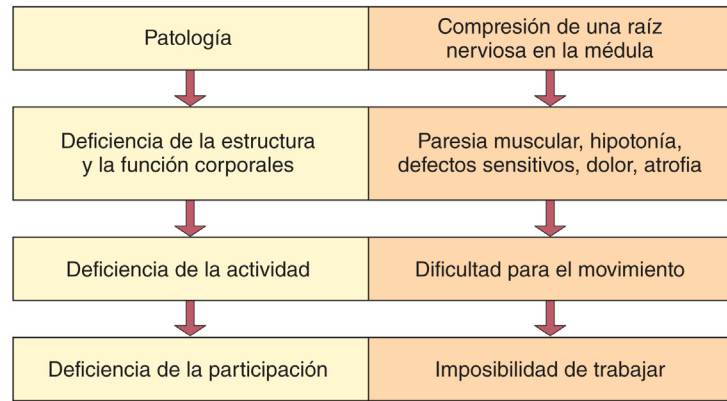 Patología
Compresión de una raíz
nerviosa en la médula
Deficiencia de la estructura
y la función corporales
Paresia muscular, hipotonía,
defectos sensitivos, dolor, atrofia
Deficiencia de la actividad
Dificultad para el movimiento
Deficiencia de la participación
Imposibilidad de trabajar